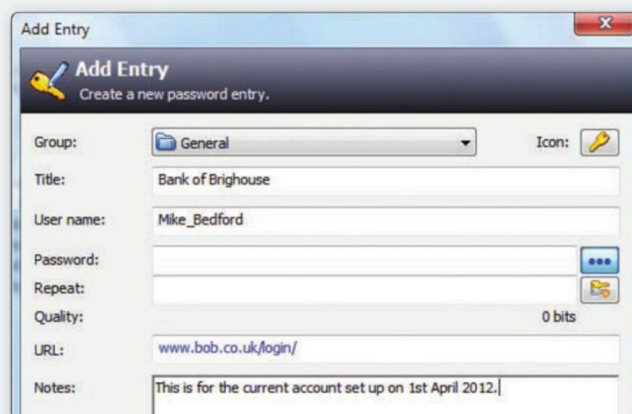 Add Entry
Add Entry
Create a new password entry.
Group: General Icon:
Title: Bank of Brighouse
User name: Mike_Bedford
Password:
Repeat:
Quality: 0 bits
URL: www.bob.co.uk/login/
Notes: This is for the current account set up on 1st April 2012.